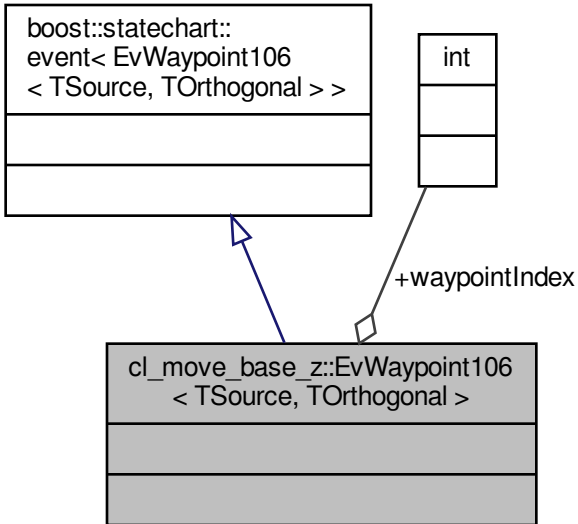 boost::statechart::
event< EvWaypoint106
< TSource, TOrthogonal > >
int
+waypointIndex
cl_move_base_z::EvWaypoint106
< TSource, TOrthogonal >